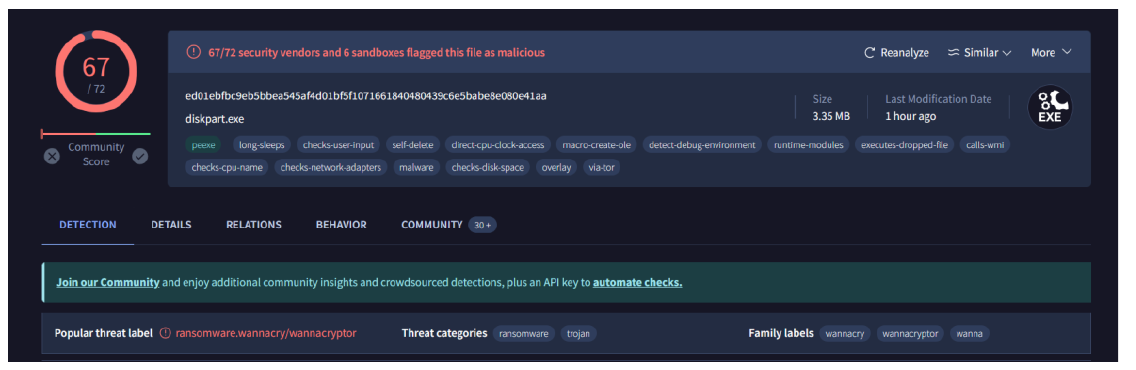 67
/ 72
Community
Score
67/72 security vendors and 6 sandboxes flagged this file as malicious
Reanalyze
Similar
More
ed01ebfbc9eb5bbea545af4d01bf5f1071661840480439c6e5babe8e080e41aa
diskpart.exe
Size
3.35 MB
Last Modification Date
1 hour ago
EXE
peexe long-sleeps checks-user-input self-delete direct-cpu-clock-access macro-create-ole detect-debug-environment runtime-modules executes-dropped-file calls-wmi
checks-cpu-name checks-network-adapters malware checks-disk-space overlay via-tor
DETECTION DETAILS RELATIONS BEHAVIOR COMMUNITY 30+
Join our Community and enjoy additional community insights and crowdsourced detections, plus an API key to automate checks.
Popular threat label ransomware.wannacry/wannacryptor Threat categories ransomware trojan Family labels wannacry wannacryptor wanna